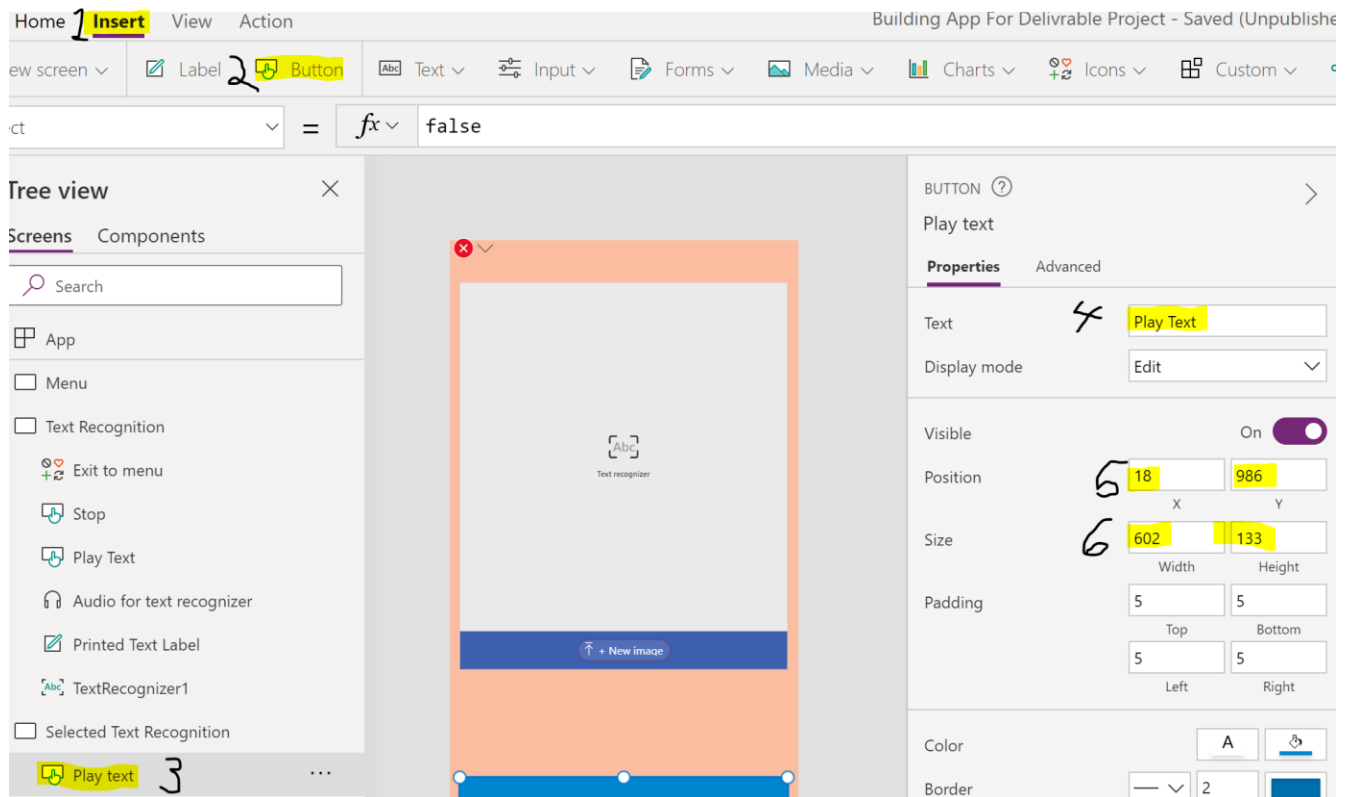 Home 1 Insert View Action Building App For Delivrable Project - Saved (Unpublishe
ew screen Label 2 Button Abc Text Input Forms Media Charts Icons Custom
ct = fx false
Tree view
Screens Components
Search
App
Menu
Text Recognition
Exit to menu
Stop
Play Text
Audio for text recognizer
Printed Text Label
Abc TextRecognizer1
Selected Text Recognition
Play text 3 ...
Abc
Text recognizer
+ New image
BUTTON ?
Play text
Properties Advanced
Text 4 Play Text
Display mode Edit
Visible On
Position 5 18 986
X Y
Size 6 602 133
Width Height
Padding 5 5
Top Bottom
5 5
Left Right
Color A
Border 2